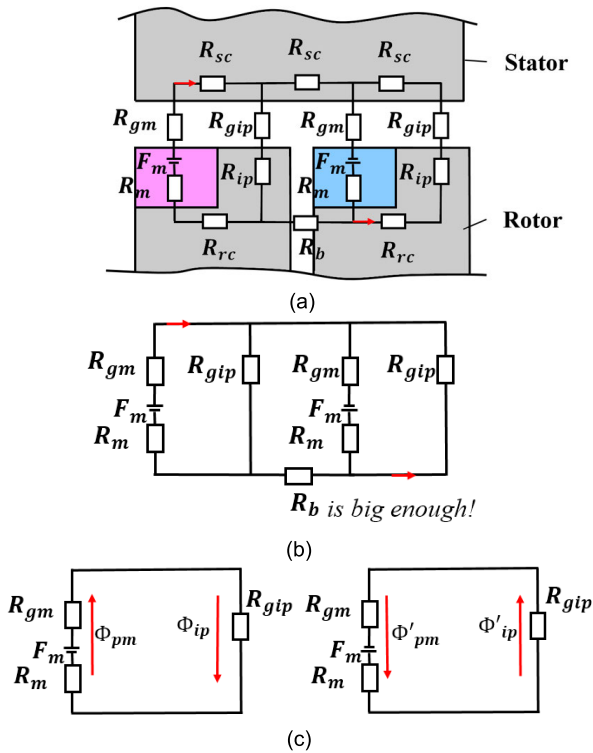 R_sc R_sc R_sc
Stator
R_gm R_gip R_gm R_gip
F_m R_ip F_m R_ip
R_m R_m
Rotor
R_rc R_b R_rc
(a)
R_gm R_gip R_gm R_gip
F_m F_m
R_m R_m
R_b is big enough!
(b)
R_gm Φ_pm Φ_ip R_gip R_gm Φ'_pm Φ'_ip R_gip
F_m F_m
R_m R_m
(c)